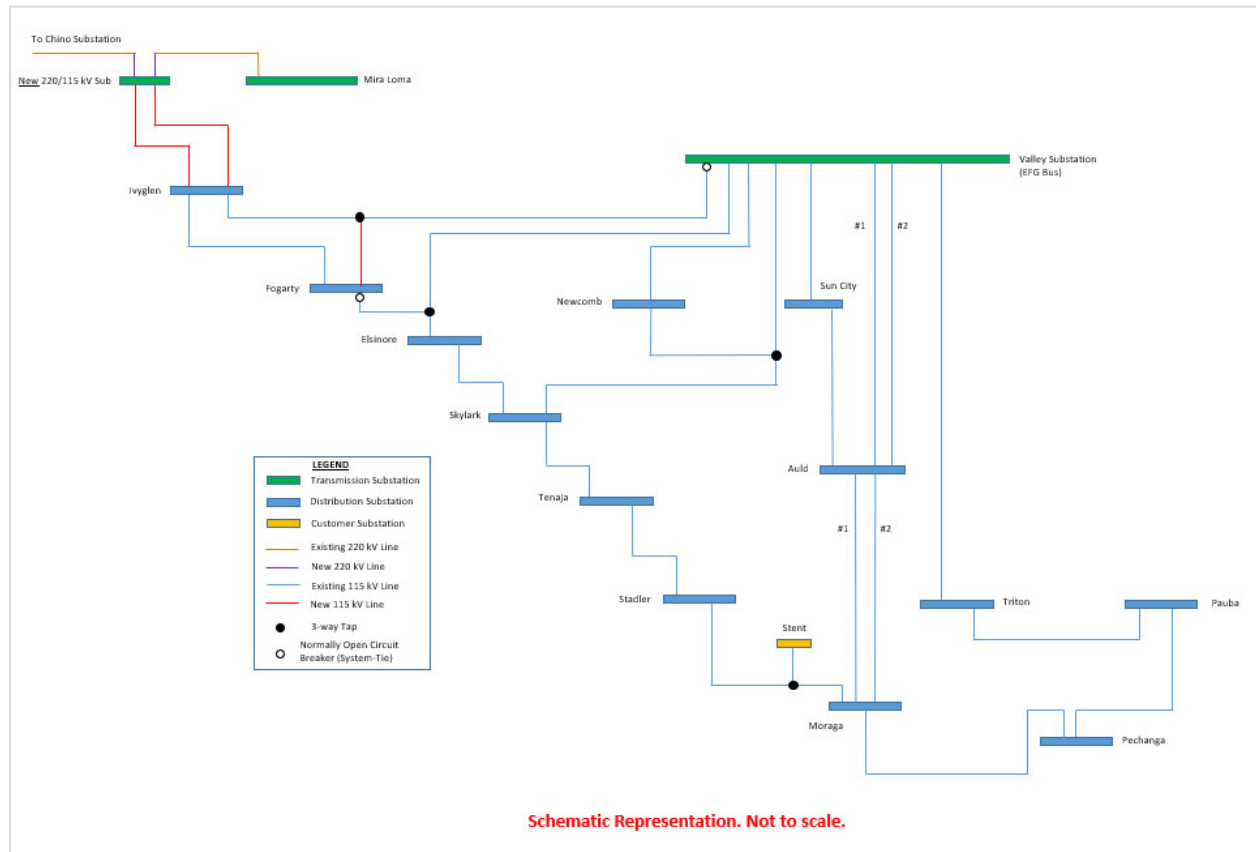 To Chino Substation
New 220/115 kV Sub
Mira Loma
Valley Substation
(EFG Bus)
Ivyglen
#1
#2
Fogarty
Newcomb
Sun City
Elsinore
Skylark
LEGEND
Transmission Substation
Distribution Substation
Customer Substation
Existing 220 kV Line
New 220 kV Line
Existing 115 kV Line
New 115 kV Line
3-way Tap
Normally Open Circuit
Breaker (System-Tie)
Auld
Tenaja
#1
#2
Stadler
Triton
Pauba
Stent
Moraga
Pechanga
Schematic Representation. Not to scale.